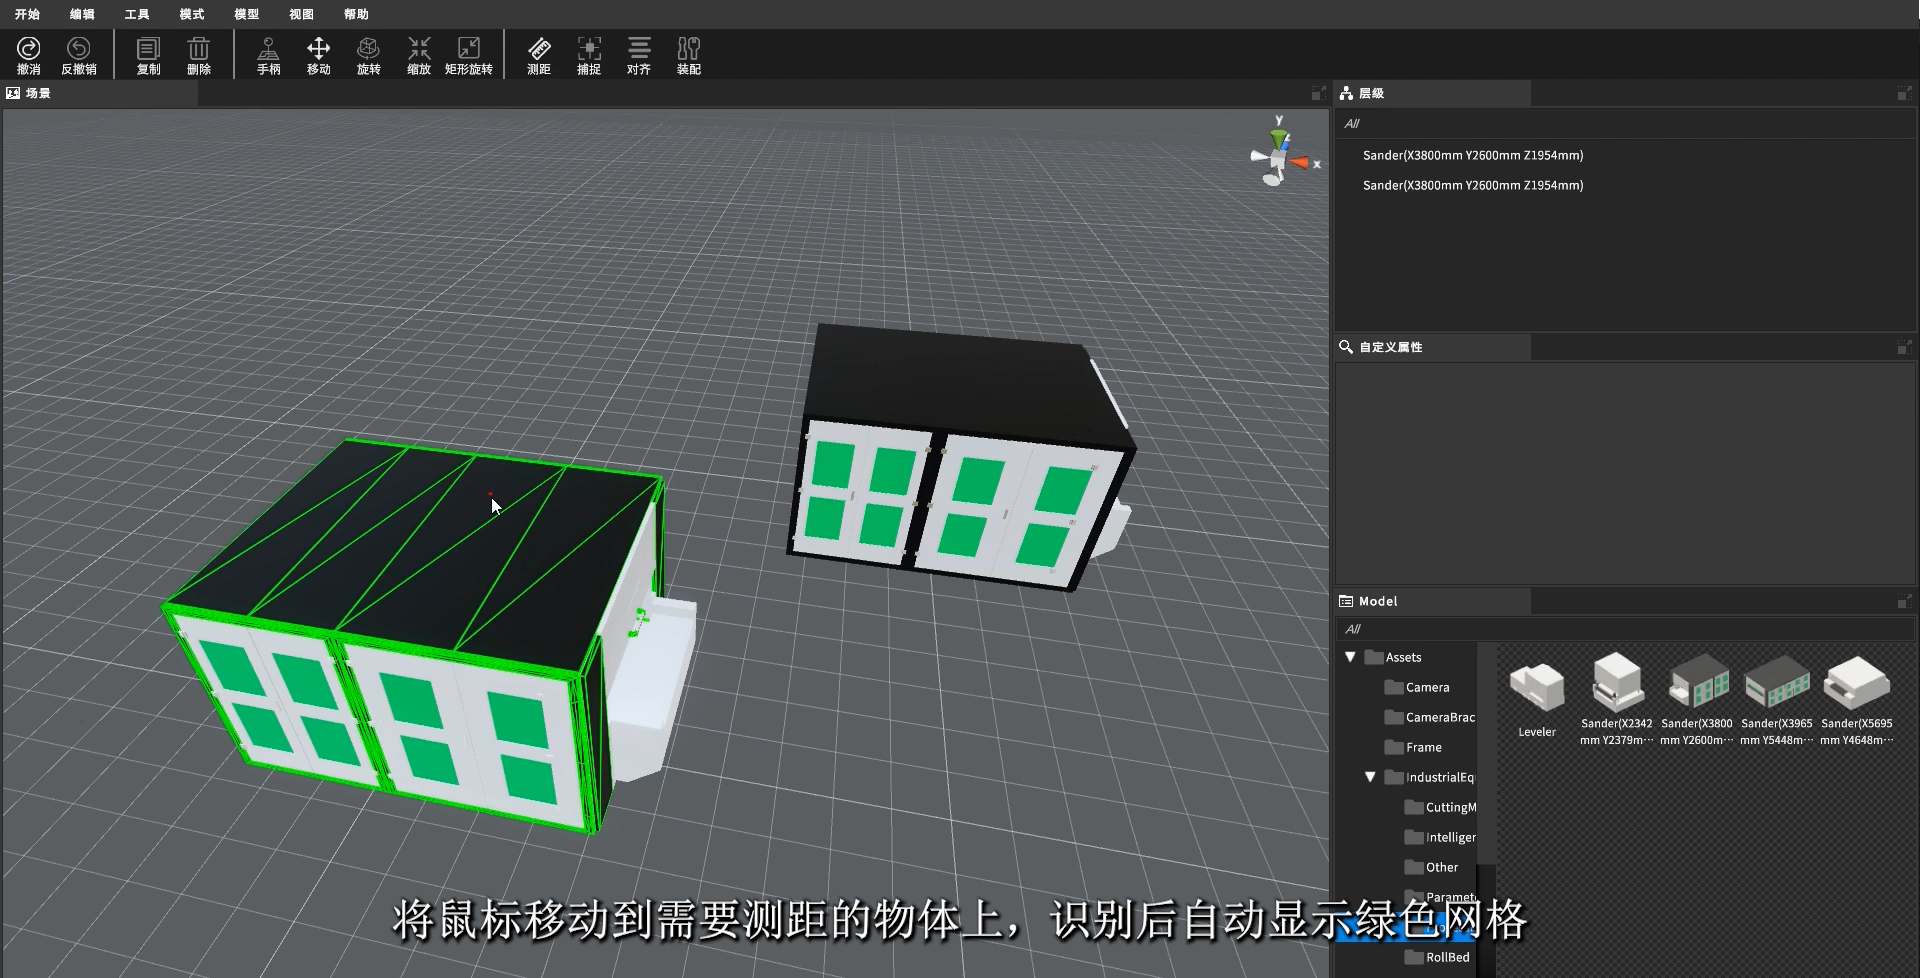 开始 编辑 工具 模式 模型 视图 帮助
撤消 反撤销 复制 删除 手柄 移动 旋转 缩放 矩形旋转 测距 捕捉 对齐 装配
场景
y
x
层级
All
Sander(X3800mm Y2600mm Z1954mm)
Sander(X3800mm Y2600mm Z1954mm)
自定义属性
Model
All
Assets
Camera
CameraBrac
Frame
IndustrialEq
CuttingM
Intelliger
Other
Paramet
RollBed
Leveler
Sander(X2342
mm Y2379m···
Sander(X3800
mm Y2600m···
Sander(X3965
mm Y5448m···
Sander(X5695
mm Y4648m···
将鼠标移动到需要测距的物体上，识别后自动显示绿色网格